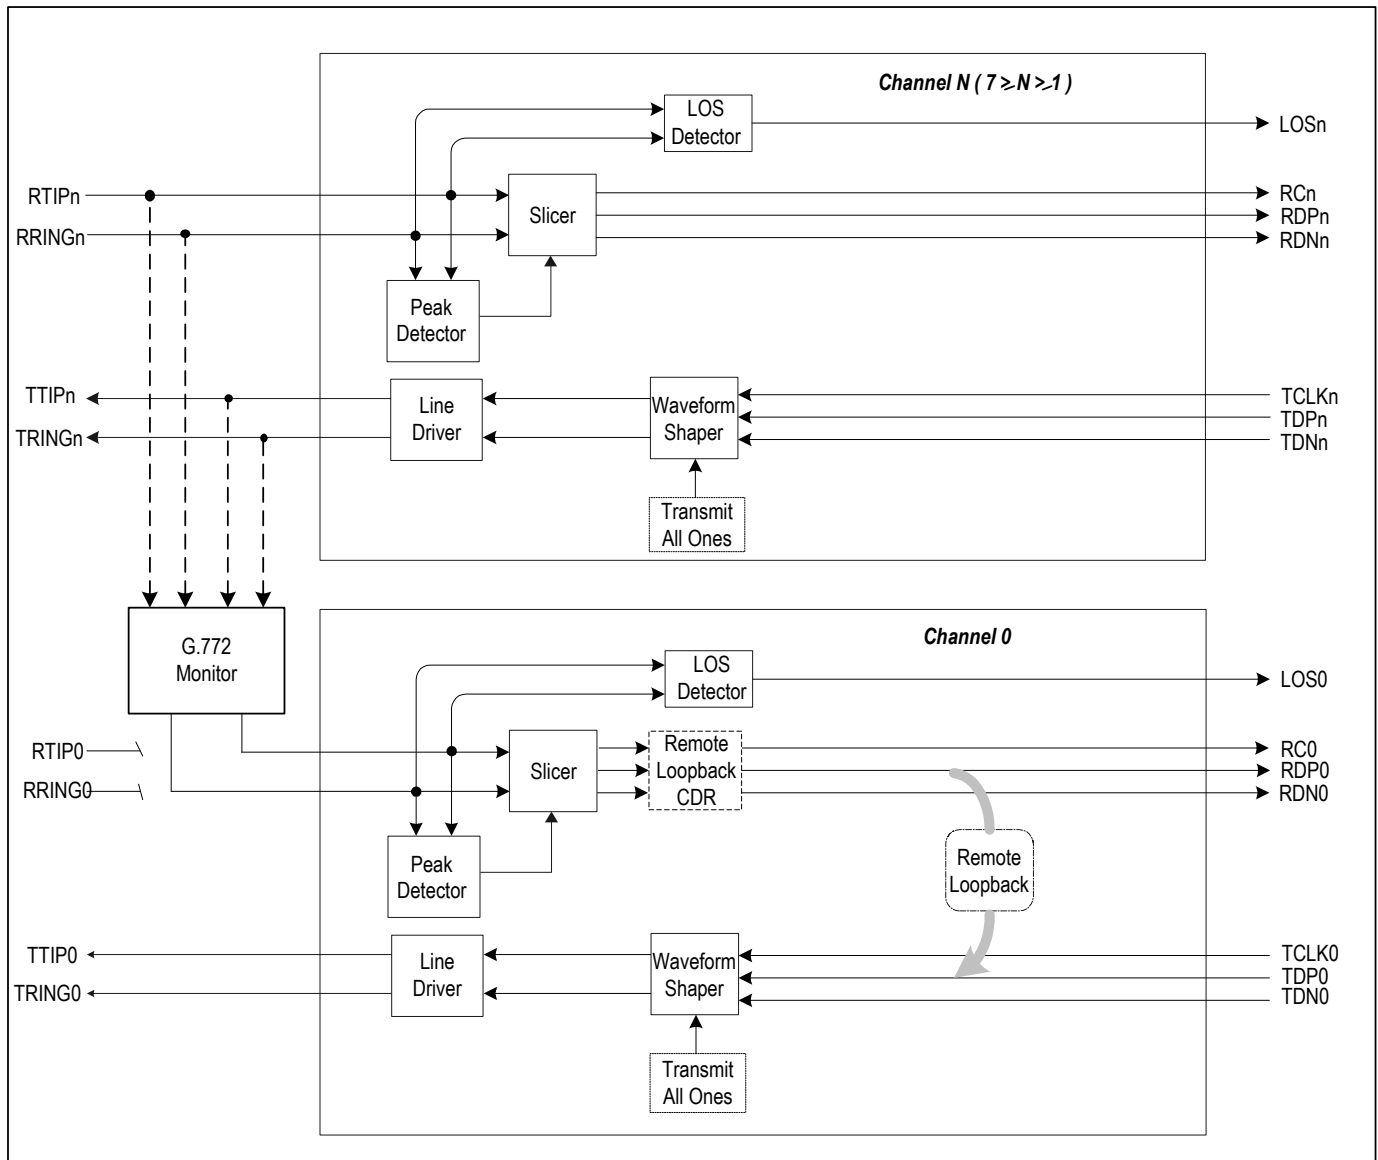 Channel N ( 7 ≥ N ≥ 1 )
LOS
Detector
LOSn
RTIPn
RRINGn
Slicer
RCn
RDPn
RDNn
Peak
Detector
TTIPn
TRINGn
Line
Driver
Waveform
Shaper
TCLKn
TDPn
TDNn
Transmit
All Ones
G.772
Monitor
Channel 0
LOS
Detector
LOS0
RTIP0
RRING0
Slicer
Remote
Loopback
CDR
RC0
RDP0
RDN0
Peak
Detector
Remote
Loopback
TTIP0
TRING0
Line
Driver
Waveform
Shaper
TCLK0
TDP0
TDN0
Transmit
All Ones